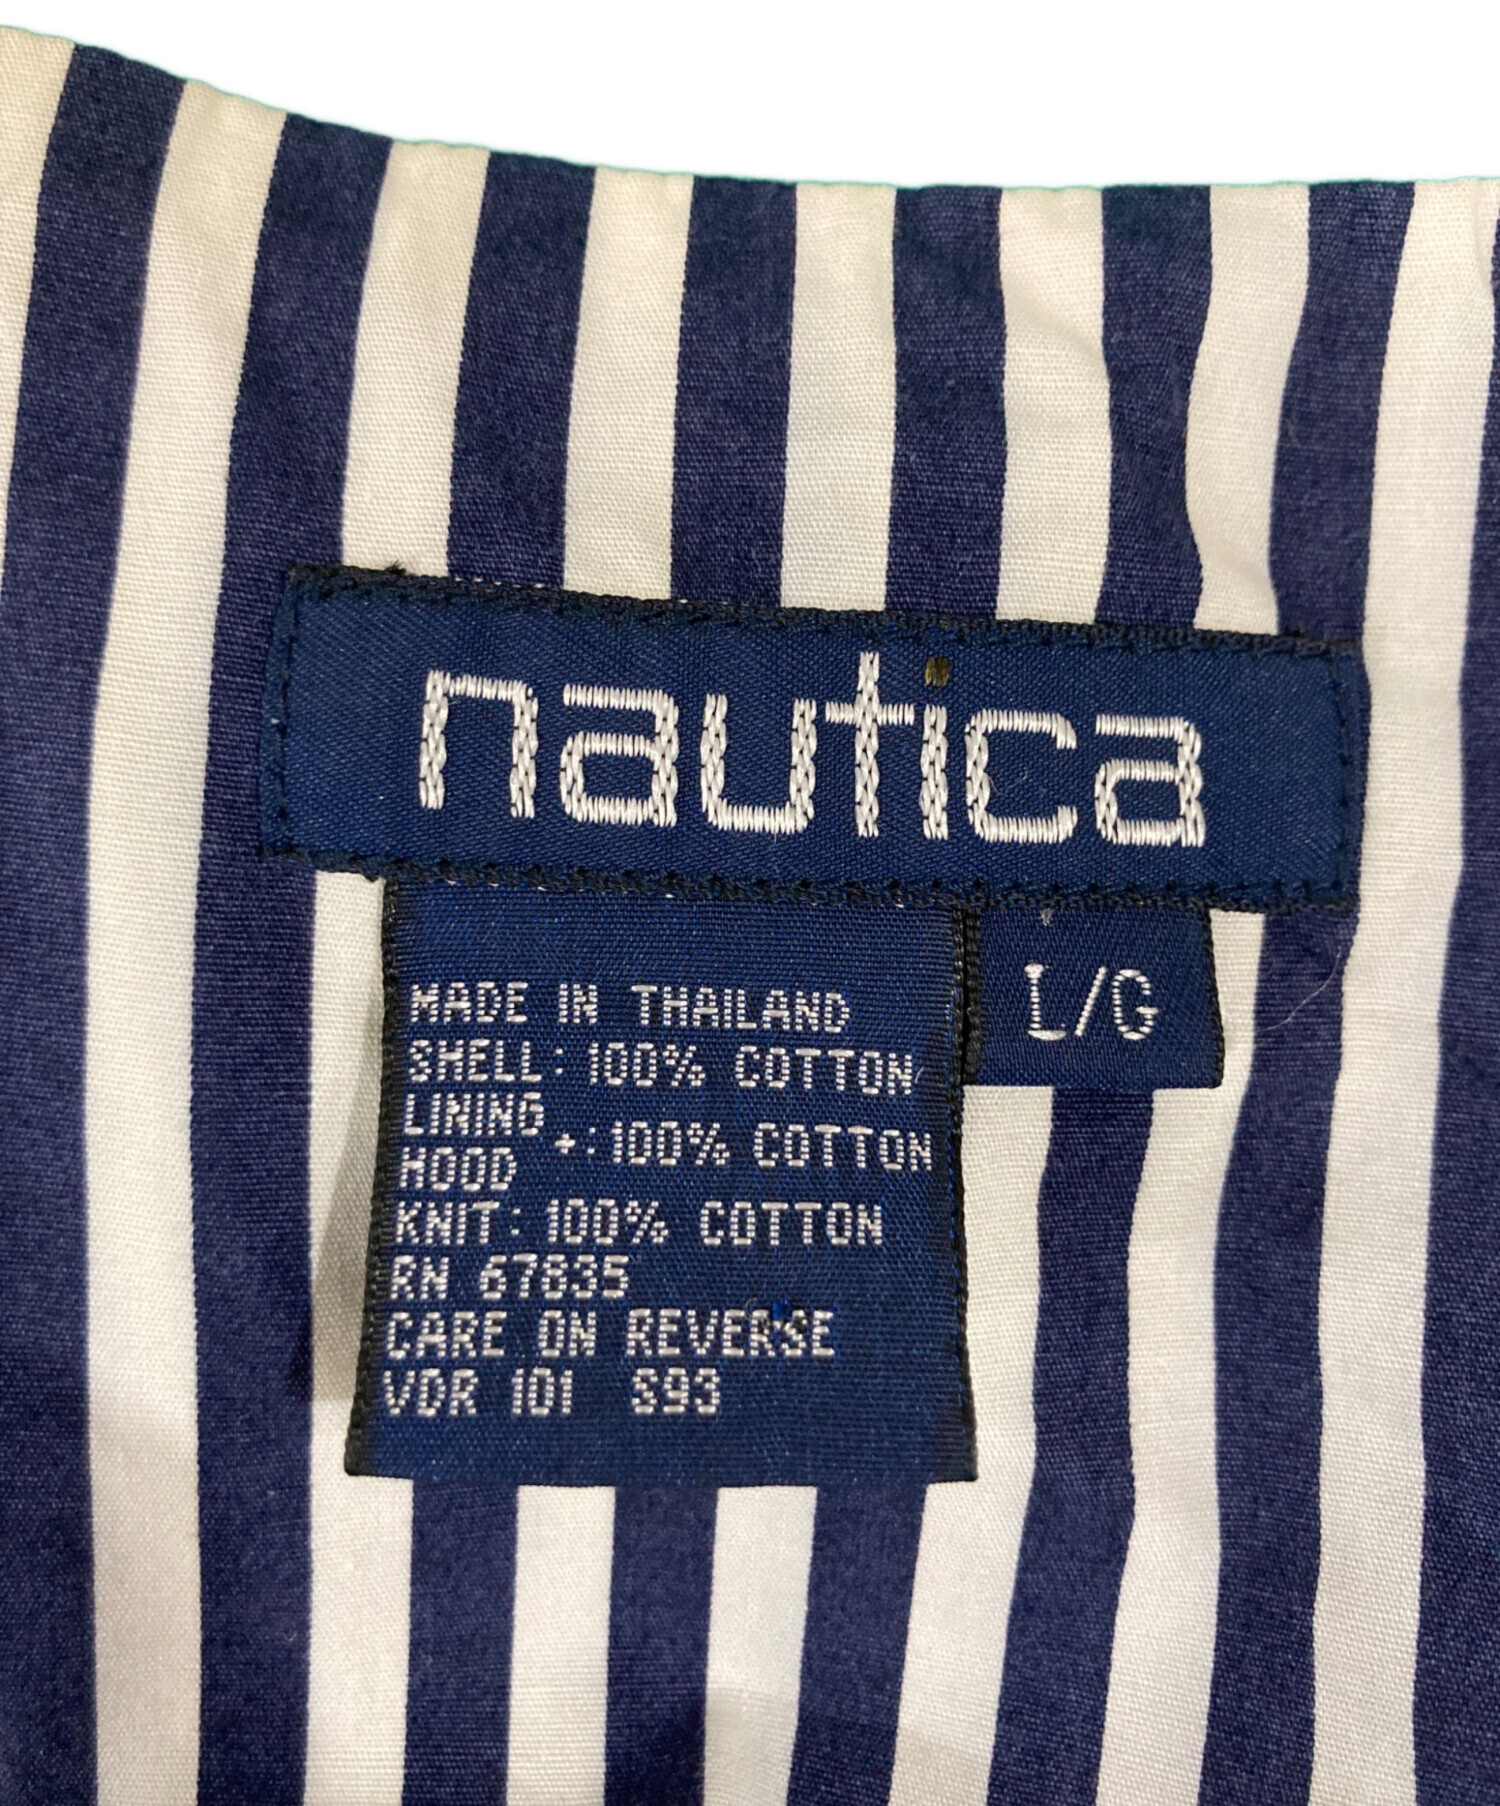 nautica
L/G
MADE IN THAILAND
SHELL: 100% COTTON
LINING
HOOD +: 100% COTTON
KNIT: 100% COTTON
RN 67835
CARE ON REVERSE
VDR 101 S93